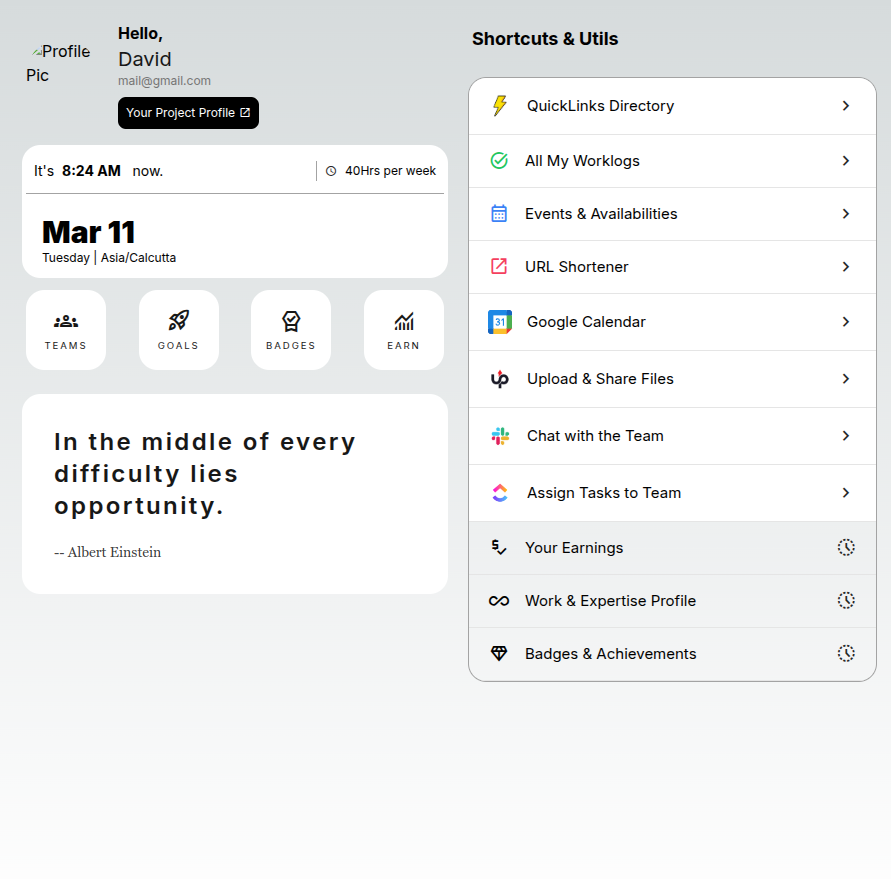 Profile
Pic
Hello,
David
mail@gmail.com
Your Project Profile
It's 8:24 AM now.
40Hrs per week
Mar 11
Tuesday | Asia/Calcutta
TEAMS
GOALS
BADGES
EARN
In the middle of every
difficulty lies
opportunity.
-- Albert Einstein
Shortcuts & Utils
QuickLinks Directory
All My Worklogs
Events & Availabilities
URL Shortener
31
Google Calendar
Upload & Share Files
Chat with the Team
Assign Tasks to Team
Your Earnings
Work & Expertise Profile
Badges & Achievements